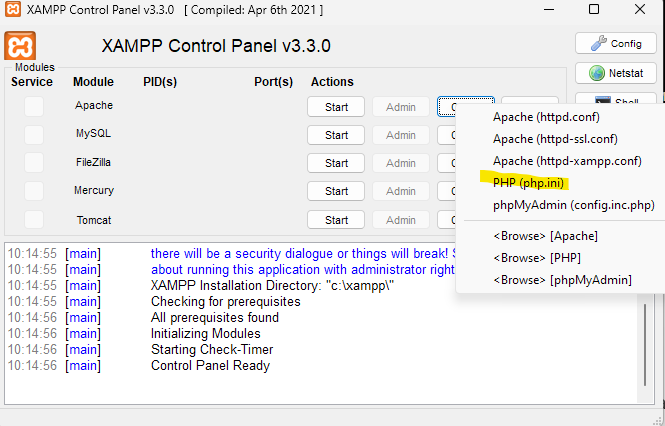 XAMPP Control Panel v3.3.0 [ Compiled: Apr 6th 2021 ]
XAMPP Control Panel v3.3.0
Config
Netstat
Shell
Modules
Service Module PID(s) Port(s) Actions
Apache Start Admin
MySQL Start Admin
FileZilla Start Admin
Mercury Start Admin
Tomcat Start Admin
Apache (httpd.conf)
Apache (httpd-ssl.conf)
Apache (httpd-xampp.conf)
PHP (php.ini)
phpMyAdmin (config.inc.php)
<Browse> [Apache]
<Browse> [PHP]
<Browse> [phpMyAdmin]
10:14:55 [main] there will be a security dialogue or things will break!
10:14:55 [main] about running this application with administrator
10:14:56 [main] XAMPP Installation Directory: "c:\xampp\"
10:14:56 [main] Checking for prerequisites
10:14:56 [main] All prerequisites found
10:14:56 [main] Initializing Modules
10:14:56 [main] Starting Check-Timer
10:14:56 [main] Control Panel Ready